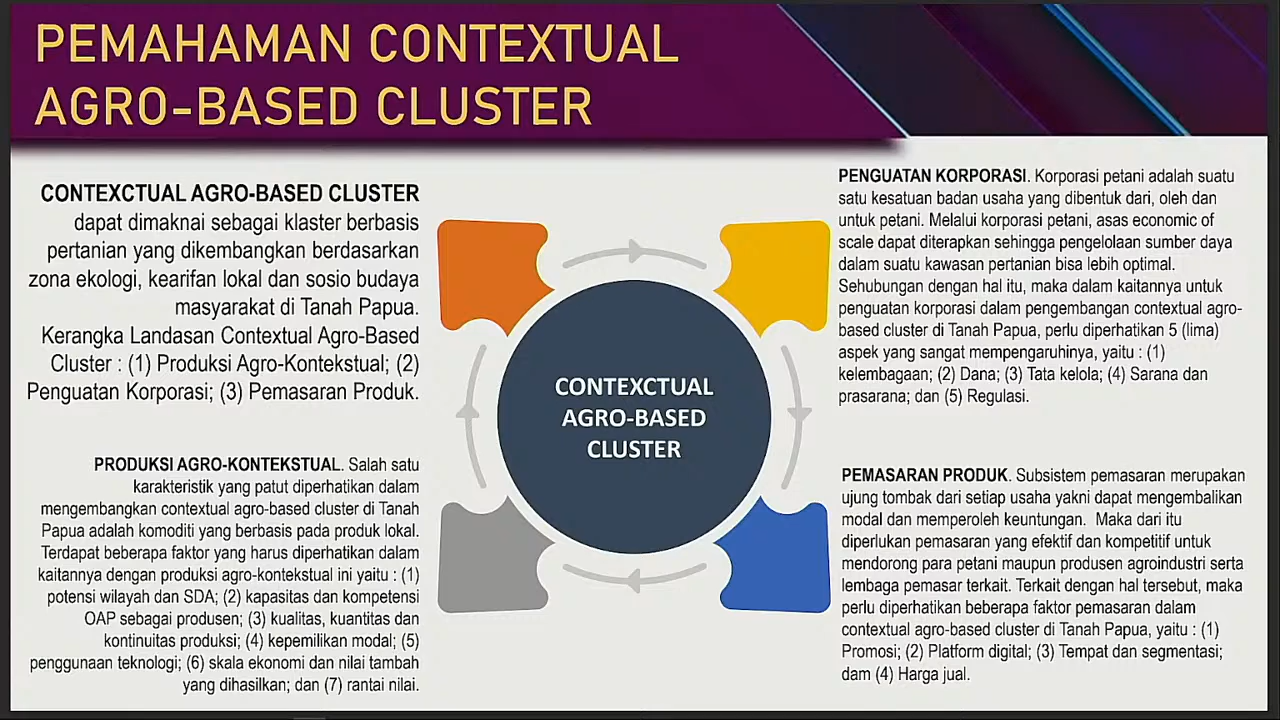 PEMAHAMAN CONTEXTUAL
AGRO-BASED CLUSTER
CONTEXCTUAL AGRO-BASED CLUSTER
dapat dimaknai sebagai klaster berbasis
pertanian yang dikembangkan berdasarkan
zona ekologi, kearifan lokal dan sosio budaya
masyarakat di Tanah Papua.
Kerangka Landasan Contextual Agro-Based
Cluster : (1) Produksi Agro-Kontekstual; (2)
Penguatan Korporasi; (3) Pemasaran Produk.
PRODUKSI AGRO-KONTEKSTUAL. Salah satu
karakteristik yang patut diperhatikan dalam
mengembangkan contextual agro-based cluster di Tanah
Papua adalah komoditi yang berbasis pada produk lokal.
Terdapat beberapa faktor yang harus diperhatikan dalam
kaitannya dengan produksi agro-kontekstual ini yaitu : (1)
potensi wilayah dan SDA; (2) kapasitas dan kompetensi
OAP sebagai produsen; (3) kualitas, kuantitas dan
kontinuitas produksi; (4) kepemilikan modal; (5)
penggunaan teknologi; (6) skala ekonomi dan nilai tambah
yang dihasilkan; dan (7) rantai nilai.
CONTEXCTUAL
AGRO-BASED
CLUSTER
PENGUATAN KORPORASI. Korporasi petani adalah suatu
satu kesatuan badan usaha yang dibentuk dari, oleh dan
untuk petani. Melalui korporasi petani, asas economic of
scale dapat diterapkan sehingga pengelolaan sumber daya
dalam suatu kawasan pertanian bisa lebih optimal.
Sehubungan dengan hal itu, maka dalam kaitannya untuk
penguatan korporasi dalam pengembangan contextual agro-
based cluster di Tanah Papua, perlu diperhatikan 5 (lima)
aspek yang sangat mempengaruhinya, yaitu : (1)
kelembagaan; (2) Dana; (3) Tata kelola; (4) Sarana dan
prasarana; dan (5) Regulasi.
PEMASARAN PRODUK. Subsistem pemasaran merupakan
ujung tombak dari setiap usaha yakni dapat mengembalikan
modal dan memperoleh keuntungan. Maka dari itu
diperlukan pemasaran yang efektif dan kompetitif untuk
mendorong para petani maupun produsen agroindustri serta
lembaga pemasar terkait. Terkait dengan hal tersebut, maka
perlu diperhatikan beberapa faktor pemasaran dalam
contextual agro-based cluster di Tanah Papua, yaitu : (1)
Promosi; (2) Platform digital; (3) Tempat dan segmentasi;
dam (4) Harga jual.